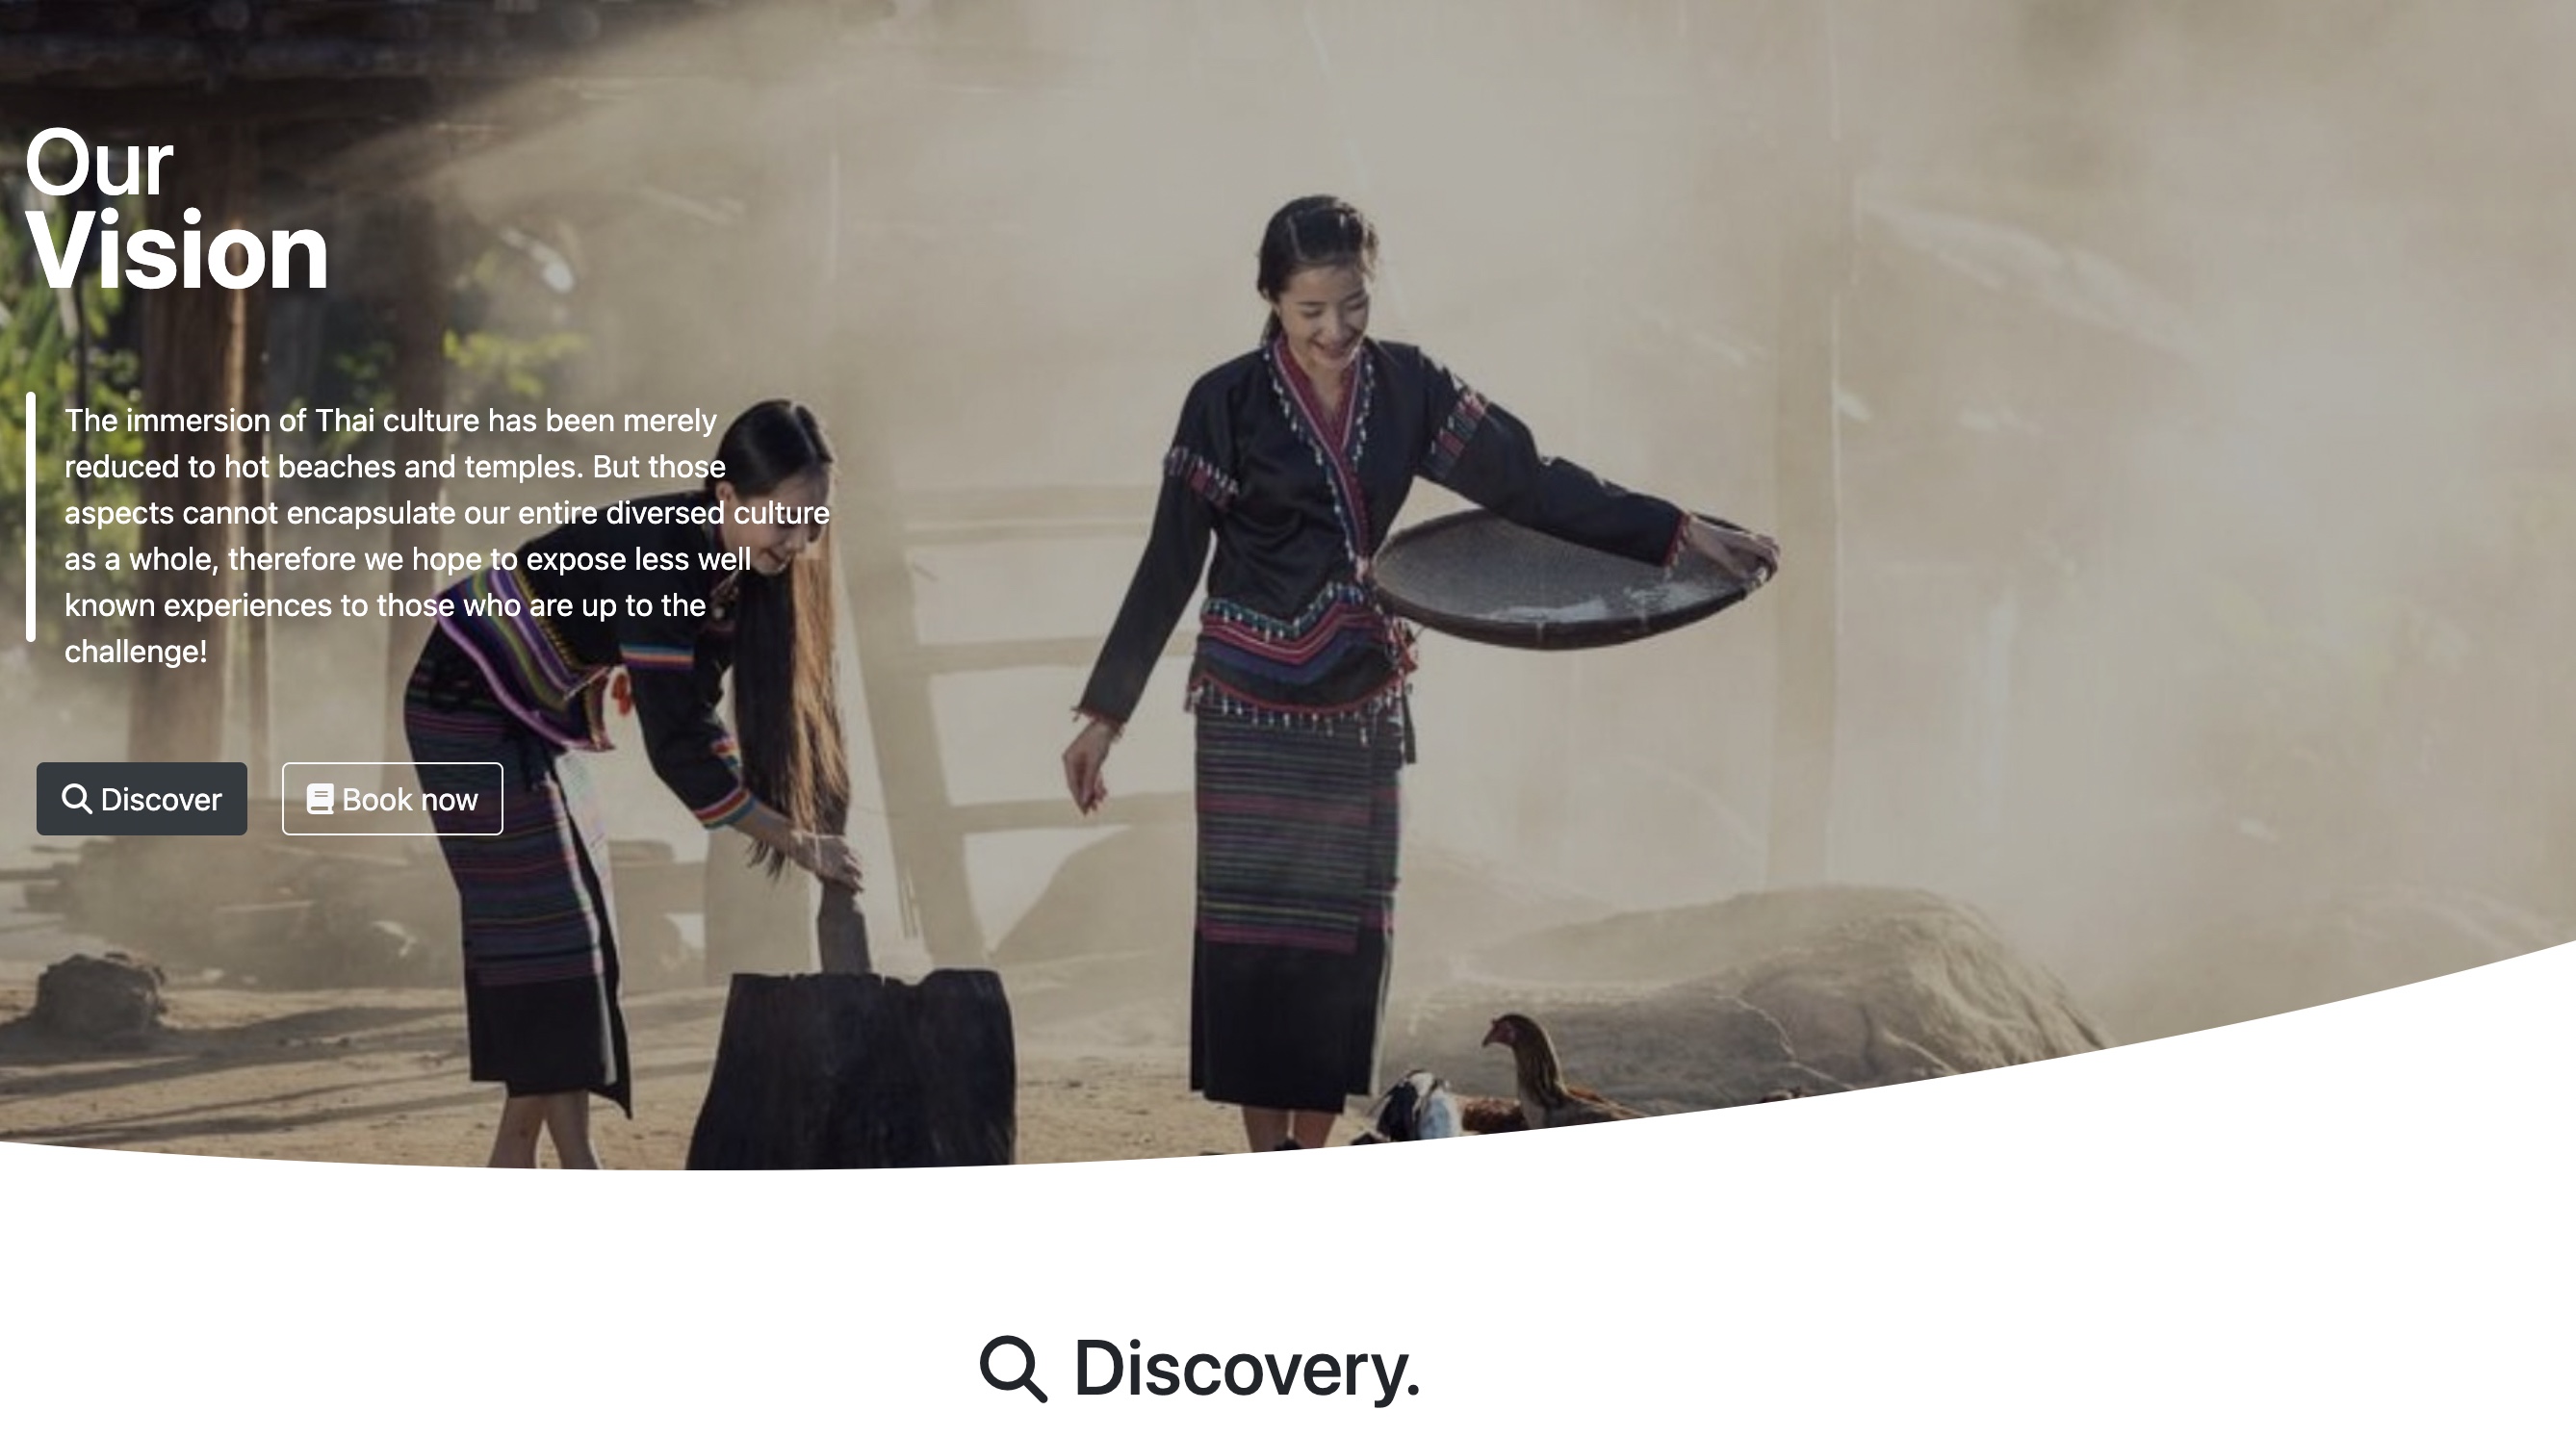 Our
Vision
The immersion of Thai culture has been merely
reduced to hot beaches and temples. But those
aspects cannot encapsulate our entire diversed culture
as a whole, therefore we hope to expose less well
known experiences to those who are up to the
challenge!
Discover
Book now
Discovery.